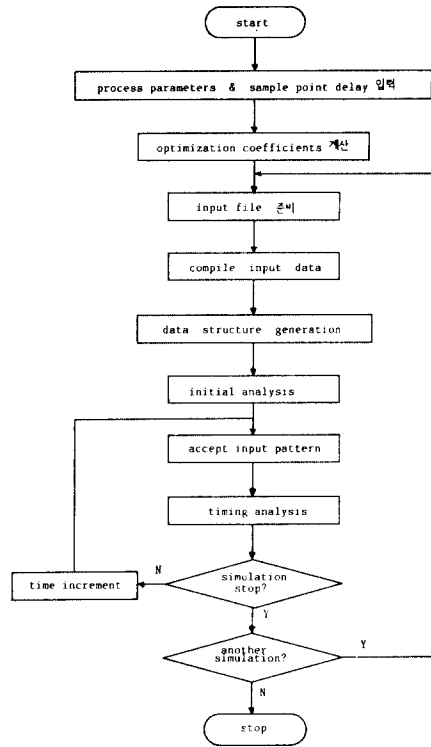 start
process parameters & sample point delay 입력
optimization coefficients 계산
input file 준비
compile input data
data structure generation
initial analysis
accept input pattern
timing analysis
simulation
stop?
N
time increment
Y
another
simulation?
Y
N
stop